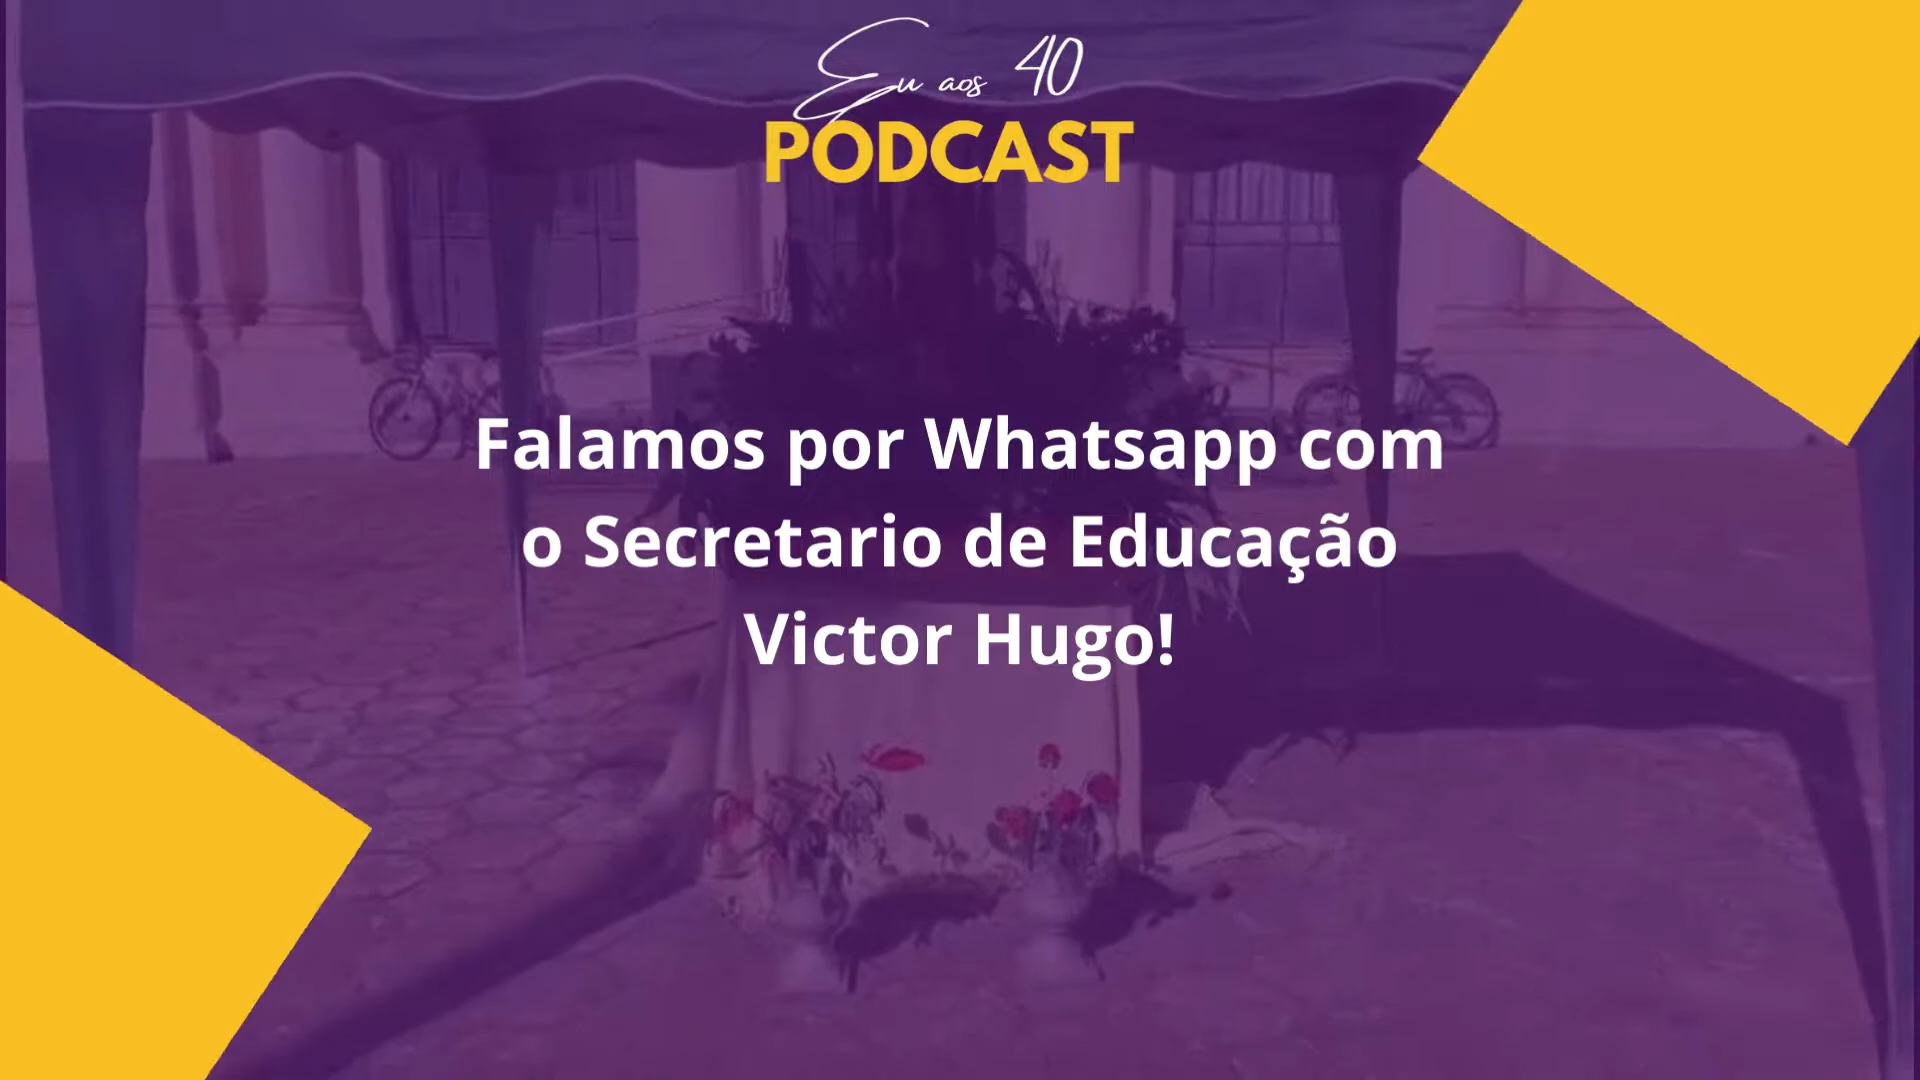 Eu aos 40
PODCAST
Falamos por Whatsapp com
o Secretario de Educação
Victor Hugo!